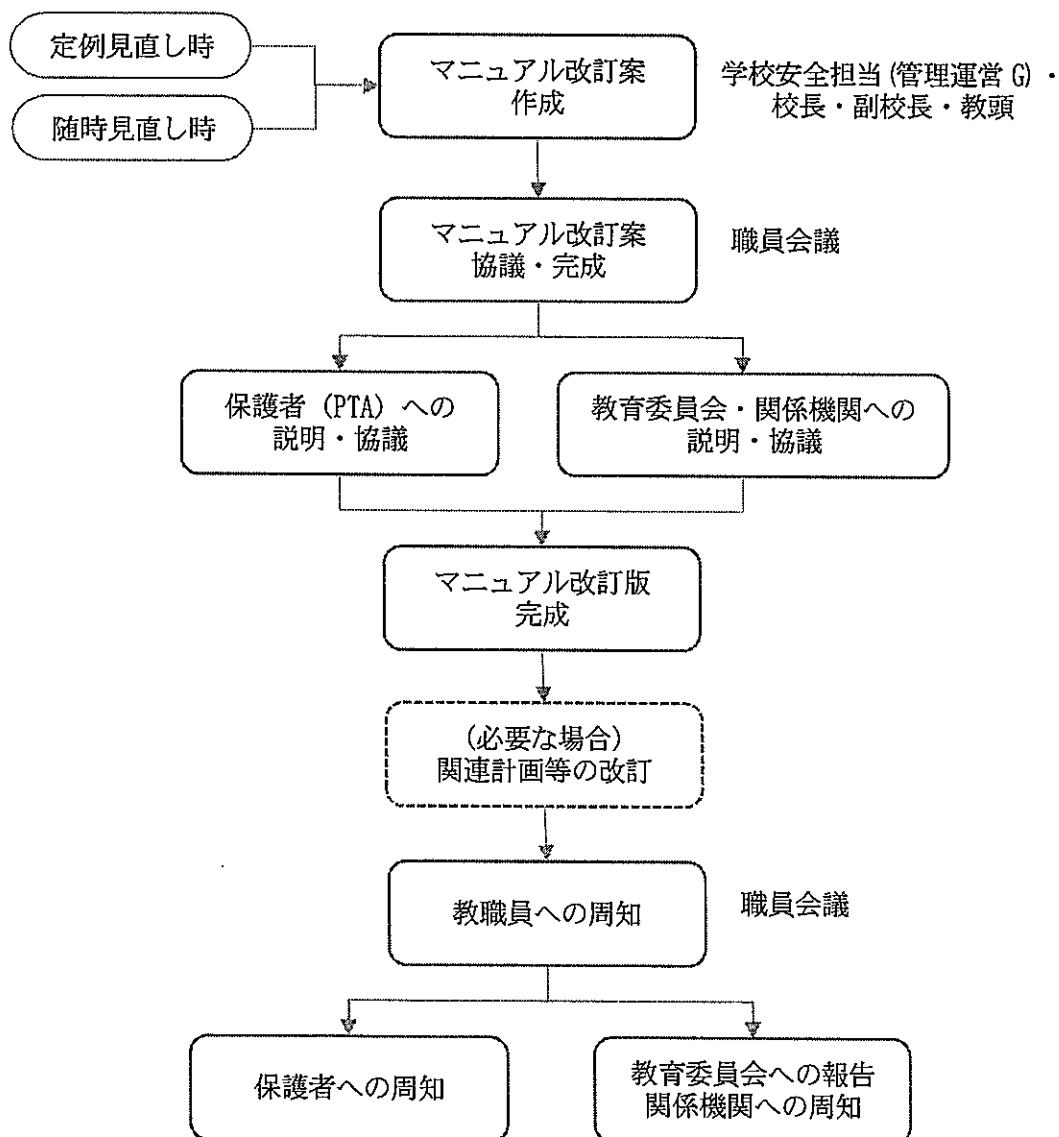 定例見直し時
随時見直し時
マニュアル改訂案
作成
学校安全担当(管理運営 G)・
校長・副校長・教頭
マニュアル改訂案
協議・完成
職員会議
保護者（PTA）への
説明・協議
教育委員会・関係機関への
説明・協議
マニュアル改訂版
完成
（必要な場合）
関連計画等の改訂
教職員への周知
職員会議
保護者への周知
教育委員会への報告
関係機関への周知